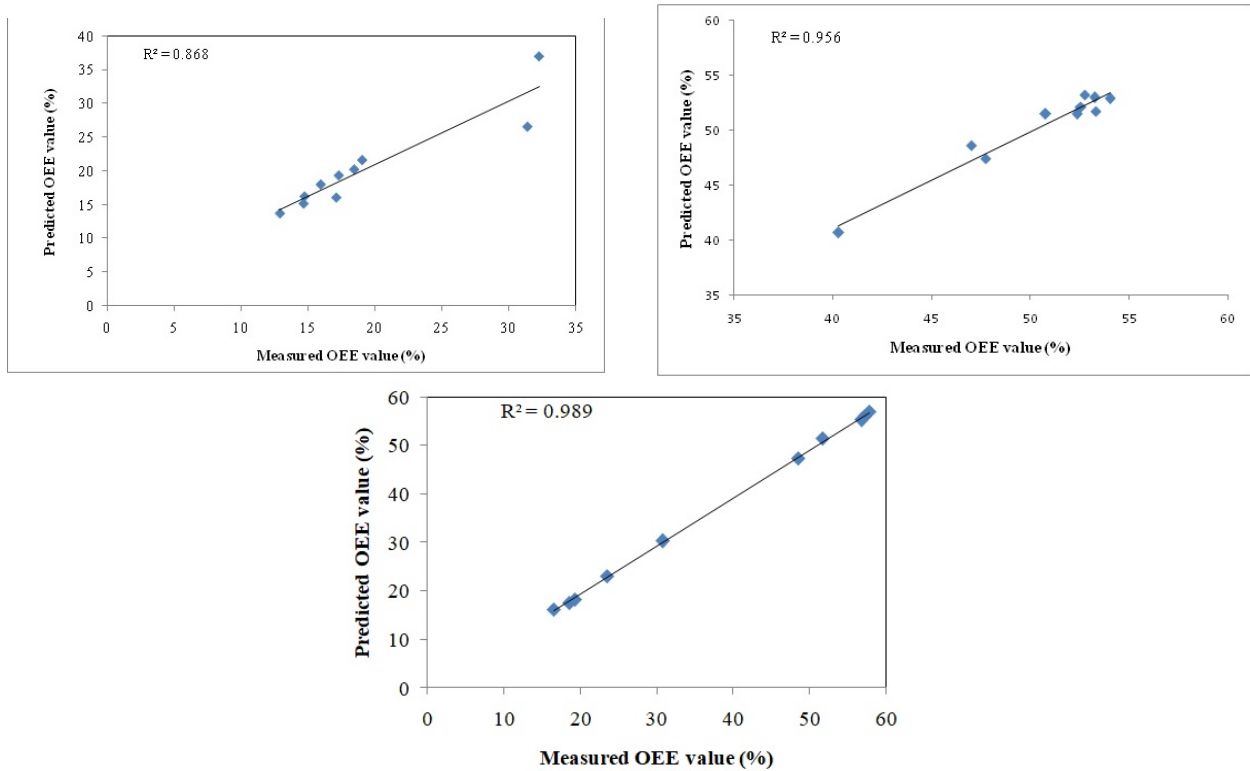 R² = 0.868
Predicted OEE value (%)
40
35
30
25
20
15
10
5
0
0 5 10 15 20 25 30 35
Measured OEE value (%)
R² = 0.956
Predicted OEE value (%)
60
55
50
45
40
35
35 40 45 50 55 60
Measured OEE value (%)
R² = 0.989
Predicted OEE value (%)
60
50
40
30
20
10
0
0 10 20 30 40 50 60
Measured OEE value (%)